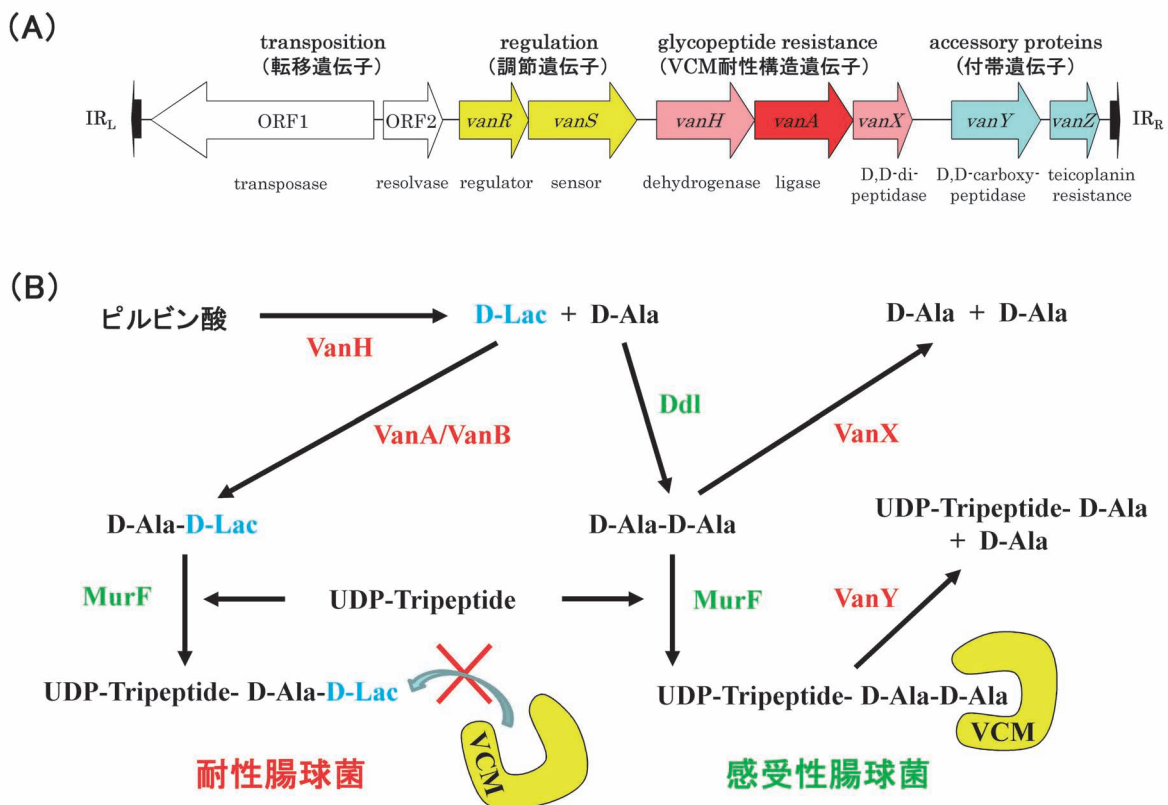 (A)
transposition
(転移遺伝子)
regulation
(調節遺伝子)
glycopeptide resistance
(VCM耐性構造遺伝子)
accessory proteins
(付帯遺伝子)
IRL
ORF1
ORF2
vanR
vanS
vanH
vanA
vanX
vanY
vanZ
IRR
transposase
resolvase
regulator
sensor
dehydrogenase
ligase
D,D-di-
peptidase
D,D-carboxy-
peptidase
teicoplanin
resistance
(B)
ピルビン酸
VanH
D-Lac + D-Ala
D-Ala + D-Ala
Ddl
VanA/VanB
VanX
D-Ala-D-Lac
D-Ala-D-Ala
UDP-Tripeptide- D-Ala
+ D-Ala
MurF
UDP-Tripeptide
MurF
VanY
UDP-Tripeptide- D-Ala-D-Lac
UDP-Tripeptide- D-Ala-D-Ala
VCM
VCM
耐性腸球菌
感受性腸球菌